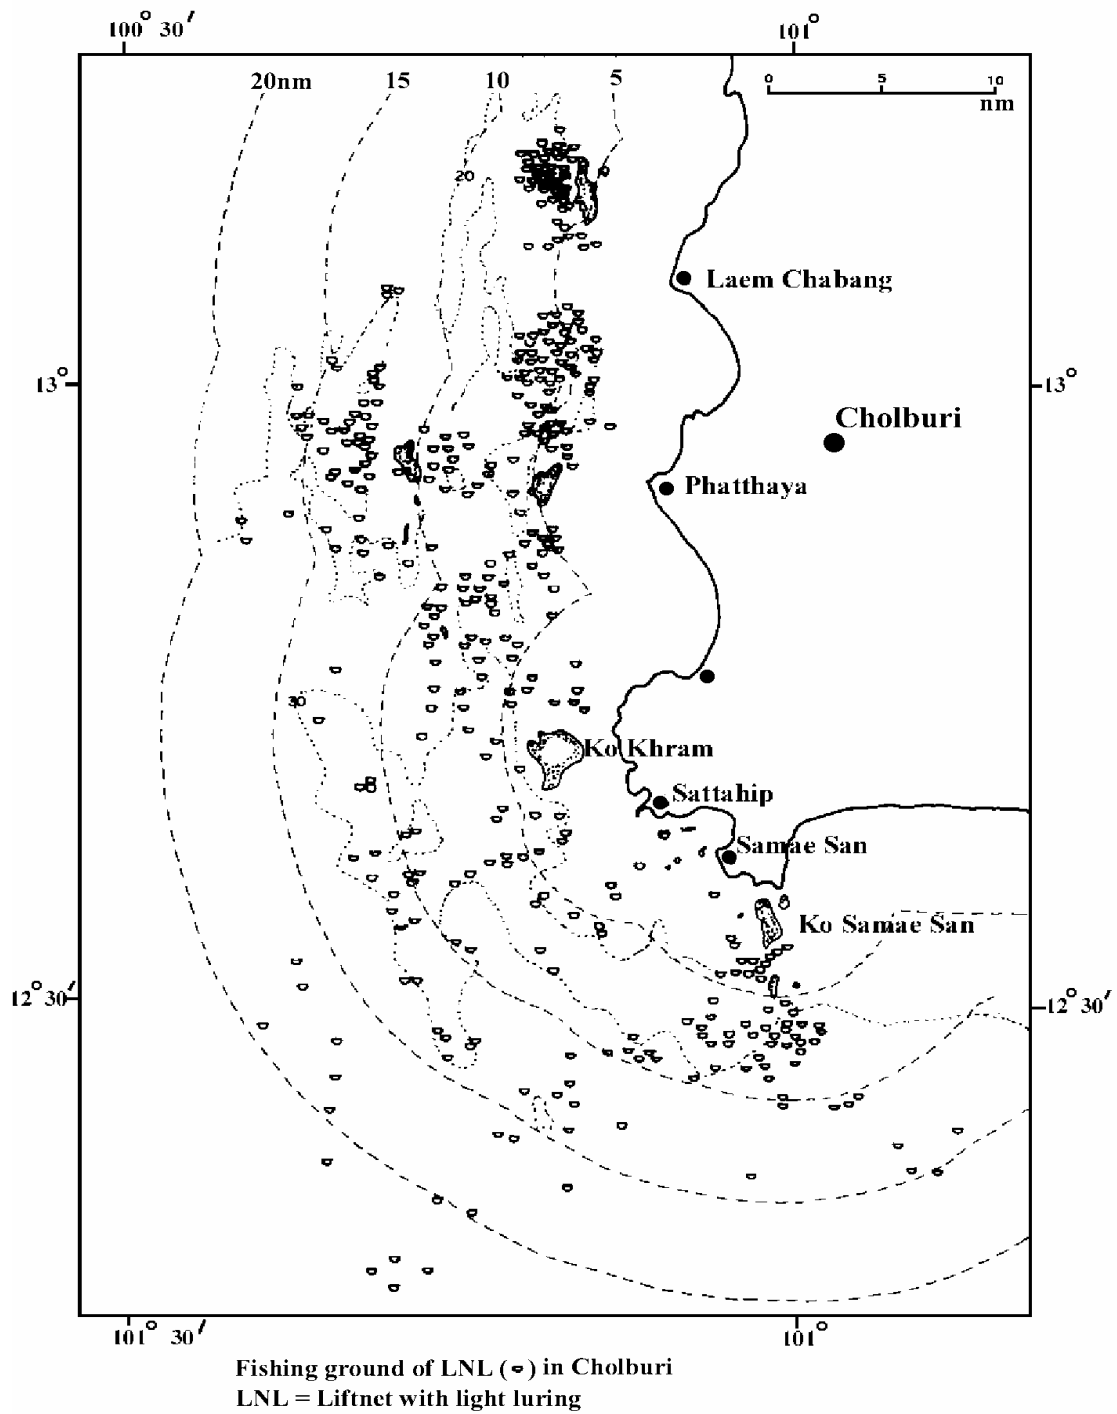 100° 30′ 101°
20nm 15 10 5
0 5 10
nm
20
Laem Chabang
13° 13°
Cholburi
Phatthaya
30
Ko Khram
Sattahip
Samae San
Ko Samae San
12° 30′ 12° 30′
101° 30′ 101°
Fishing ground of LNL ( ) in Cholburi
LNL = Liftnet with light luring